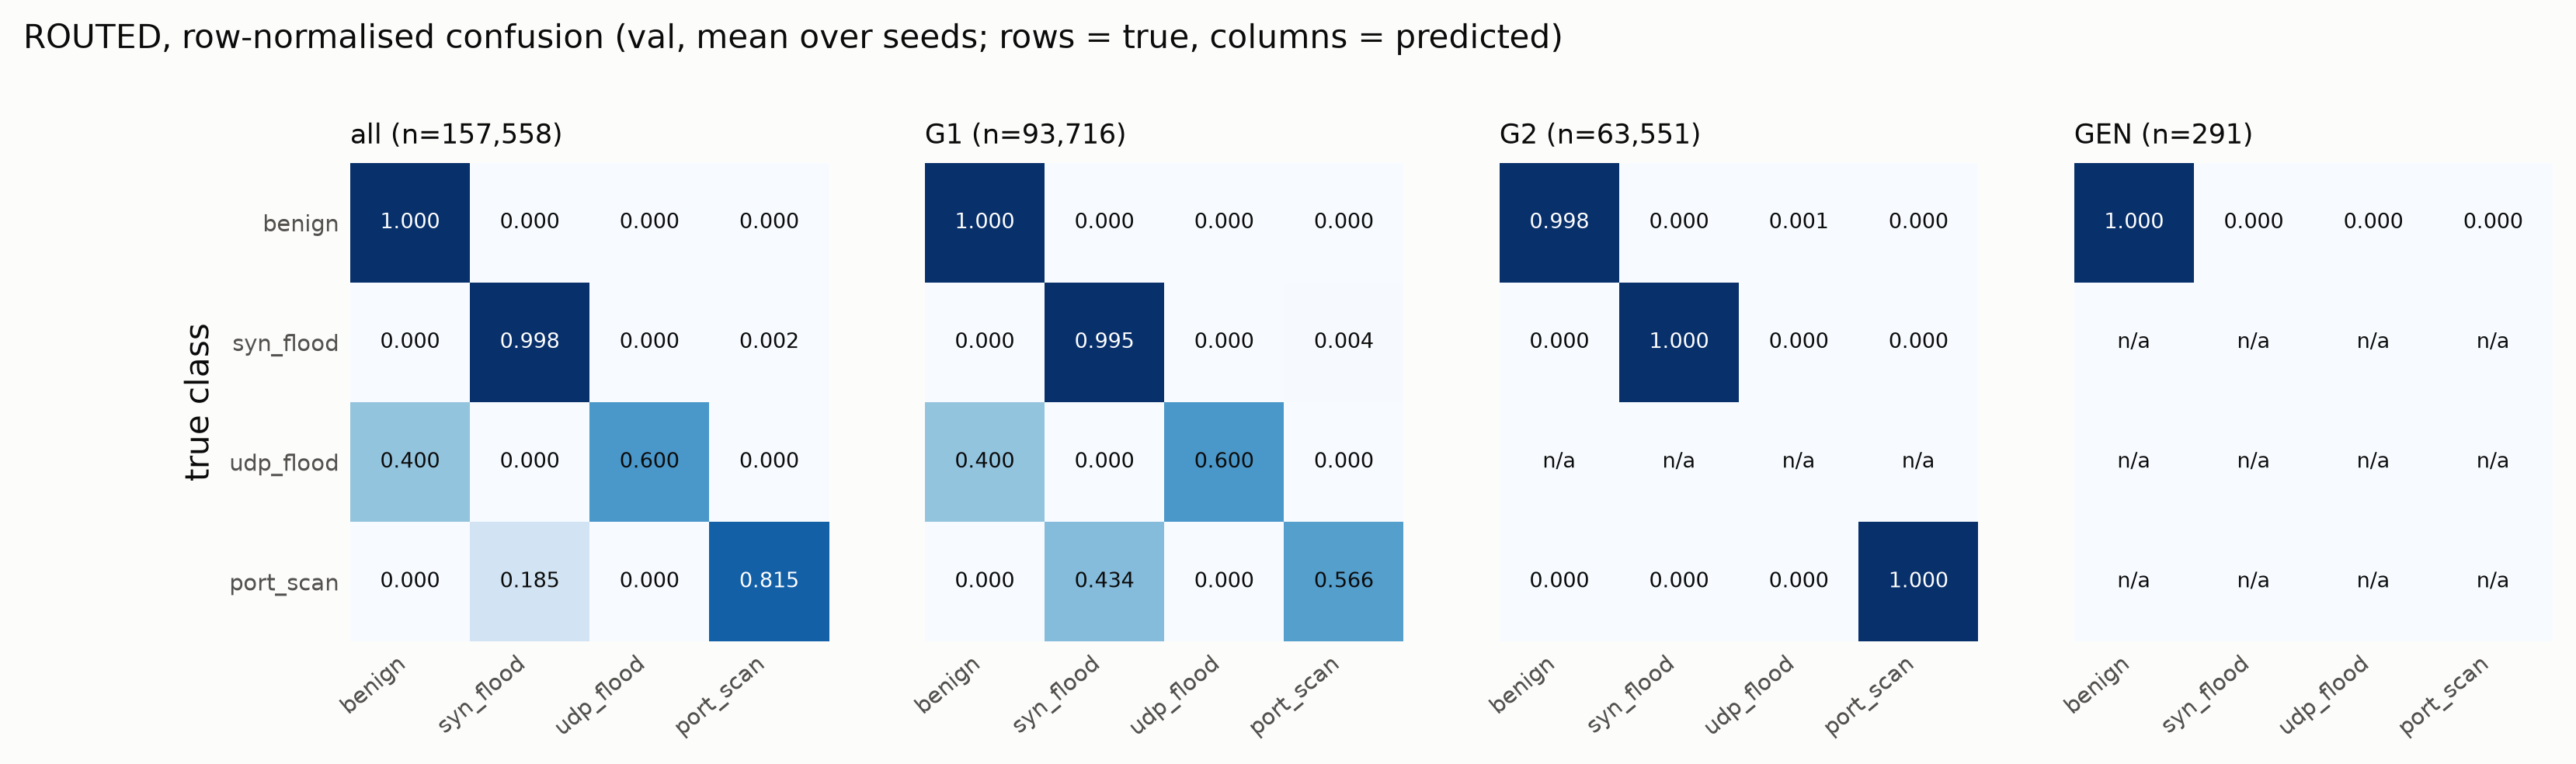 ROUTED, row-normalised confusion (val, mean over seeds; rows = true, columns = predicted)
all (n=157,558)
G1 (n=93,716)
G2 (n=63,551)
GEN (n=291)
true class
benign 1.000 0.000 0.000 0.000 1.000 0.000 0.000 0.000 0.998 0.000 0.001 0.000 1.000 0.000 0.000 0.000
syn_flood 0.000 0.998 0.000 0.002 0.000 0.995 0.000 0.004 0.000 1.000 0.000 0.000 n/a n/a n/a n/a
udp_flood 0.400 0.000 0.600 0.000 0.400 0.000 0.600 0.000 n/a n/a n/a n/a n/a n/a n/a n/a
port_scan 0.000 0.185 0.000 0.815 0.000 0.434 0.000 0.566 0.000 0.000 0.000 1.000 n/a n/a n/a n/a
benign syn_flood udp_flood port_scan benign syn_flood udp_flood port_scan benign syn_flood udp_flood port_scan benign syn_flood udp_flood port_scan